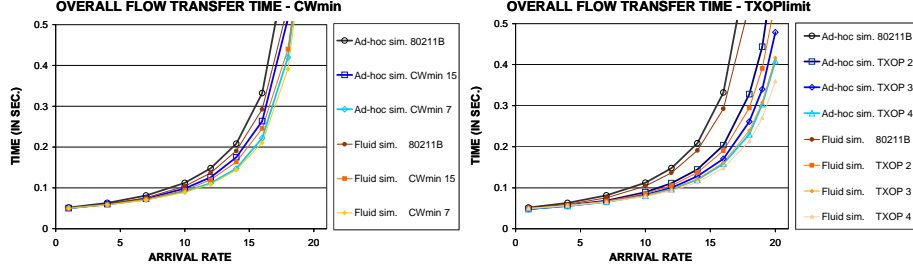 OVERALL FLOW TRANSFER TIME - CWmin
TIME (IN SEC.)
0.5
0.4
0.3
0.2
0.1
0
0 5 10 15 20
ARRIVAL RATE
Ad-hoc sim. 80211B
Ad-hoc sim. CWmin 15
Ad-hoc sim. CWmin 7
Fluid sim. 80211B
Fluid sim. CWmin 15
Fluid sim. CWmin 7
OVERALL FLOW TRANSFER TIME - TXOPlimit
TIME (IN SEC.)
0.5
0.4
0.3
0.2
0.1
0
0 5 10 15 20
ARRIVAL RATE
Ad-hoc sim. 80211B
Ad-hoc sim. TXOP 2
Ad-hoc sim. TXOP 3
Ad-hoc sim. TXOP 4
Fluid sim. 80211B
Fluid sim. TXOP 2
Fluid sim. TXOP 3
Fluid sim. TXOP 4